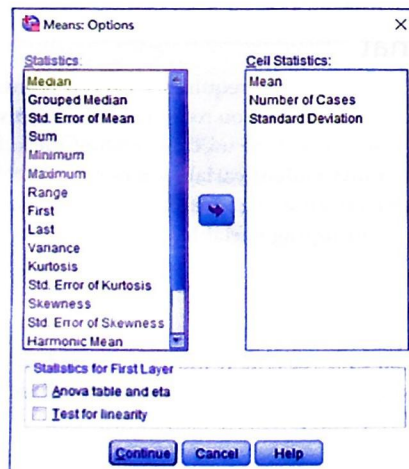 Means: Options
Statistics:
Median
Grouped Median
Std. Error of Mean
Sum
Minimum
Maximum
Range
First
Last
Variance
Kurtosis
Std. Error of Kurtosis
Skewness
Std. Error of Skewness
Harmonic Mean
Cell Statistics:
Mean
Number of Cases
Standard Deviation
Statistics for First Layer
Anova table and eta
Test for linearity
Continue
Cancel
Help